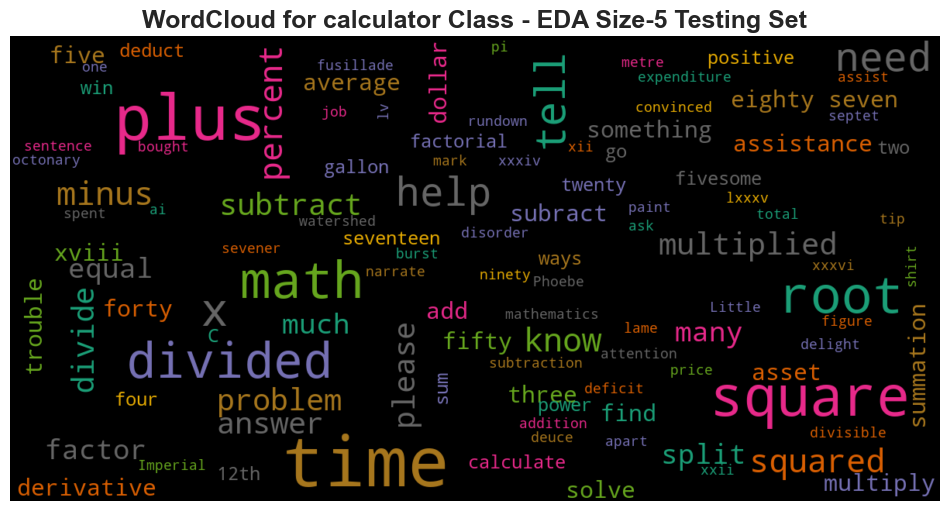 WordCloud for calculator Class - EDA Size-5 Testing Set
five
deduct
one
win
plus
percent
fusillade
average
job
lv
dollar
pi
rundown
factorial
tell
metre
positive
expenditure
convinced
need
assist
eighty
seven
septet
something
assistance
two
go
sentence
bought
octonary
gallon
mark
xxxiv
xii
minus
spent
ai
subtract
watershed
help
twenty
fivesome
lxxxv
subract
paint
total
ask
tip
xviii
equal
sevener
seventeen
disorder
burst
narrate
ways
multiplied
xxxvi
shirt
ninety
Phoebe
math
x
c
forty
much
add
mathematics
Little
root
figure
trouble
divide
divided
please
fifty
know
lame
many
delight
subtraction
attention
price
asset
summation
four
problem
sum
three
deficit
power
find
square
answer
addition
deuce
apart
divisible
factor
Imperial
12th
time
calculate
split
xxii
squared
derivative
solve
multiply